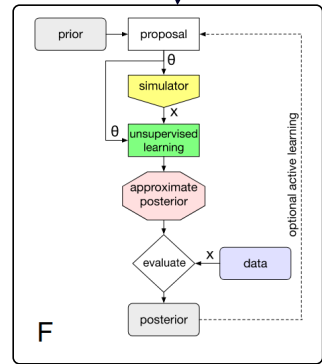 prior
proposal
θ
simulator
x
θ
unsupervised
learning
approximate
posterior
evaluate
x
data
posterior
optional active learning
F